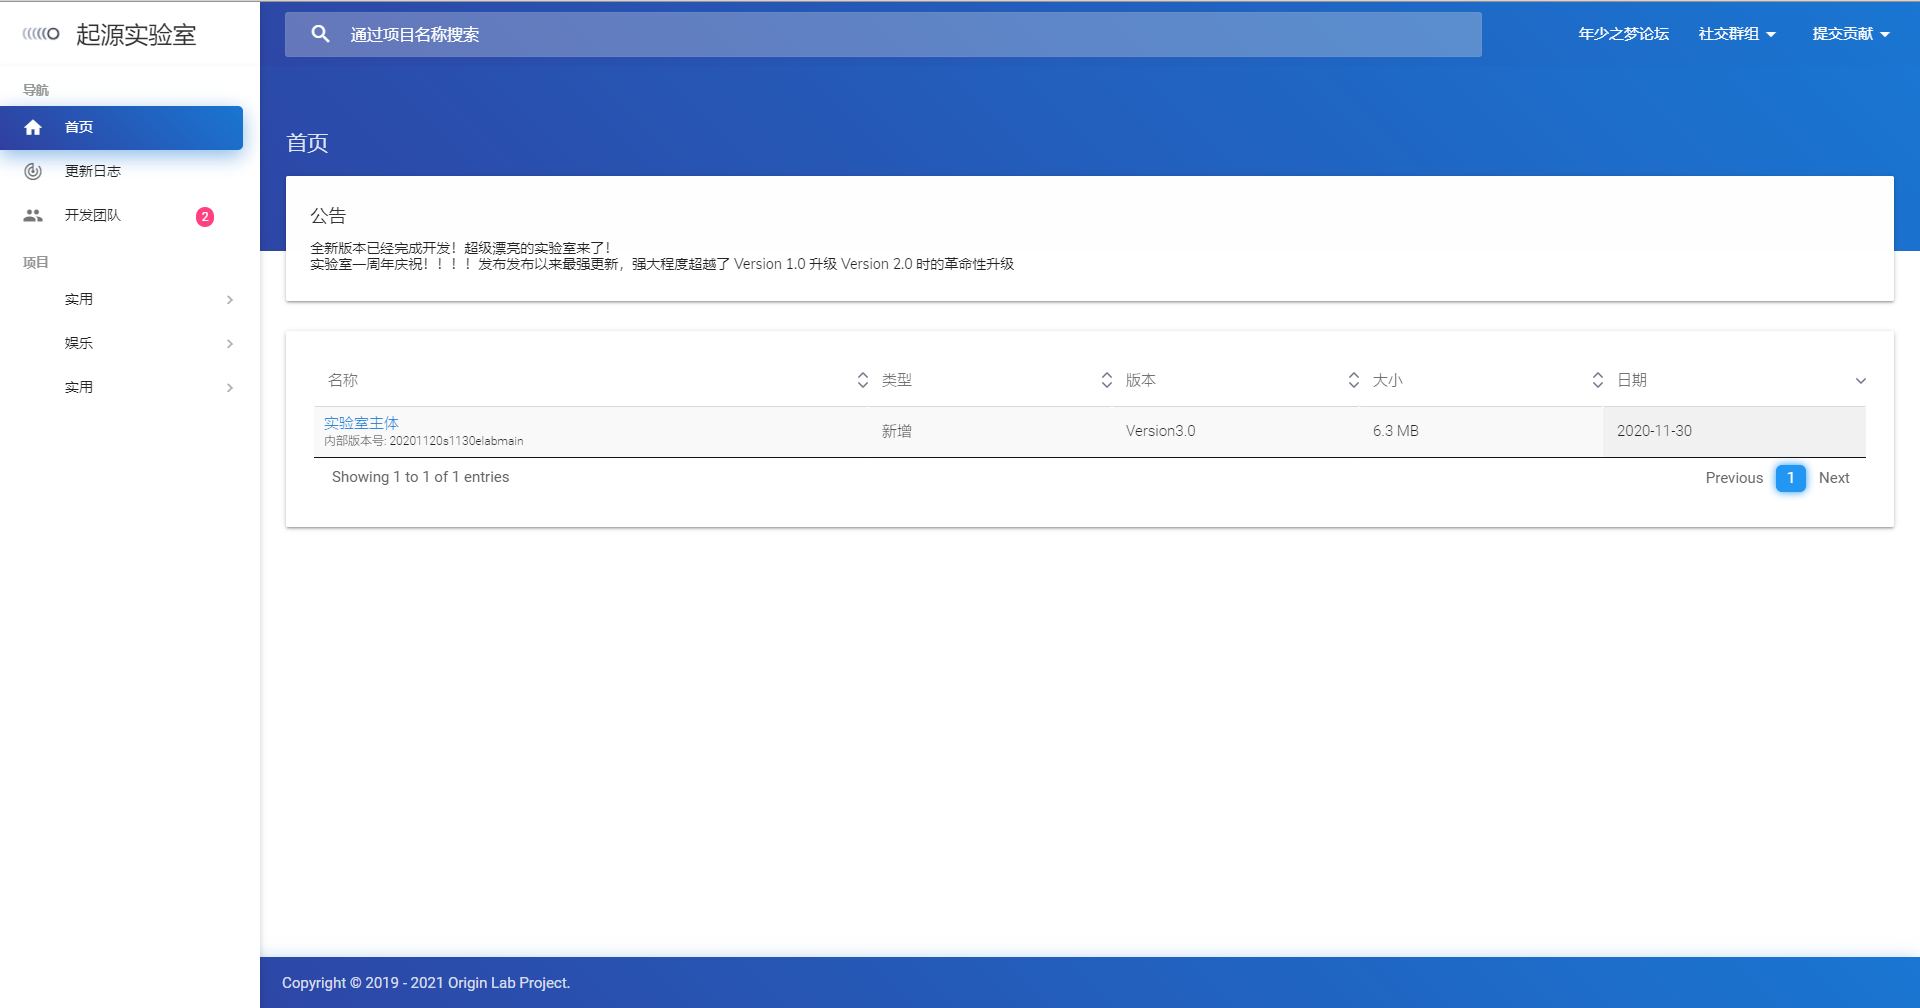 起源实验室
通过项目名称搜索
年少之梦论坛
社交群组
提交贡献
导航
首页
更新日志
开发团队
2
项目
实用
娱乐
实用
首页
公告
全新版本已经完成开发！超级漂亮的实验室来了！
实验室一周年庆祝！！！！发布发布以来最强更新，强大程度超越了 Version 1.0 升级 Version 2.0 时的革命性升级
名称 类型 版本 大小 日期
实验室主体
内部版本号: 20201120s1130elabmain
新增 Version3.0 6.3 MB 2020-11-30
Showing 1 to 1 of 1 entries
Previous 1 Next
Copyright © 2019 - 2021 Origin Lab Project.